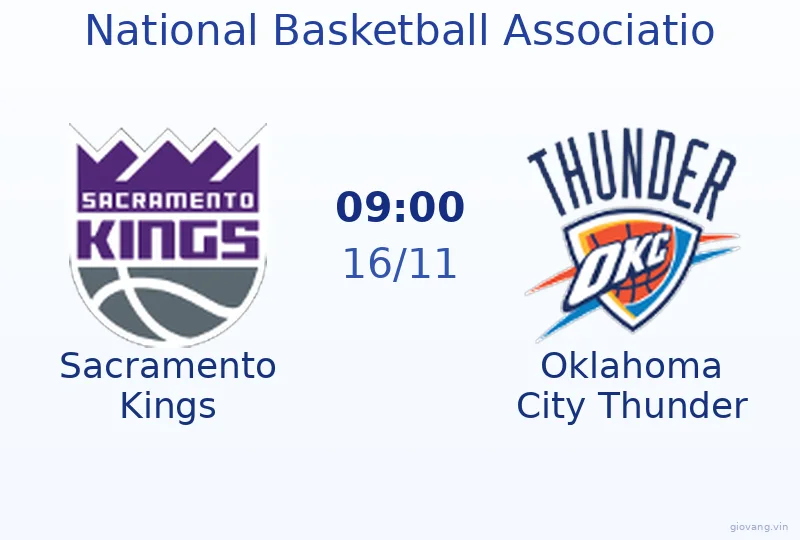 National Basketball Associatio
SACRAMENTO
KINGS
09:00
16/11
THUNDER
OKC
Sacramento
Kings
Oklahoma
City Thunder
giovang.vin